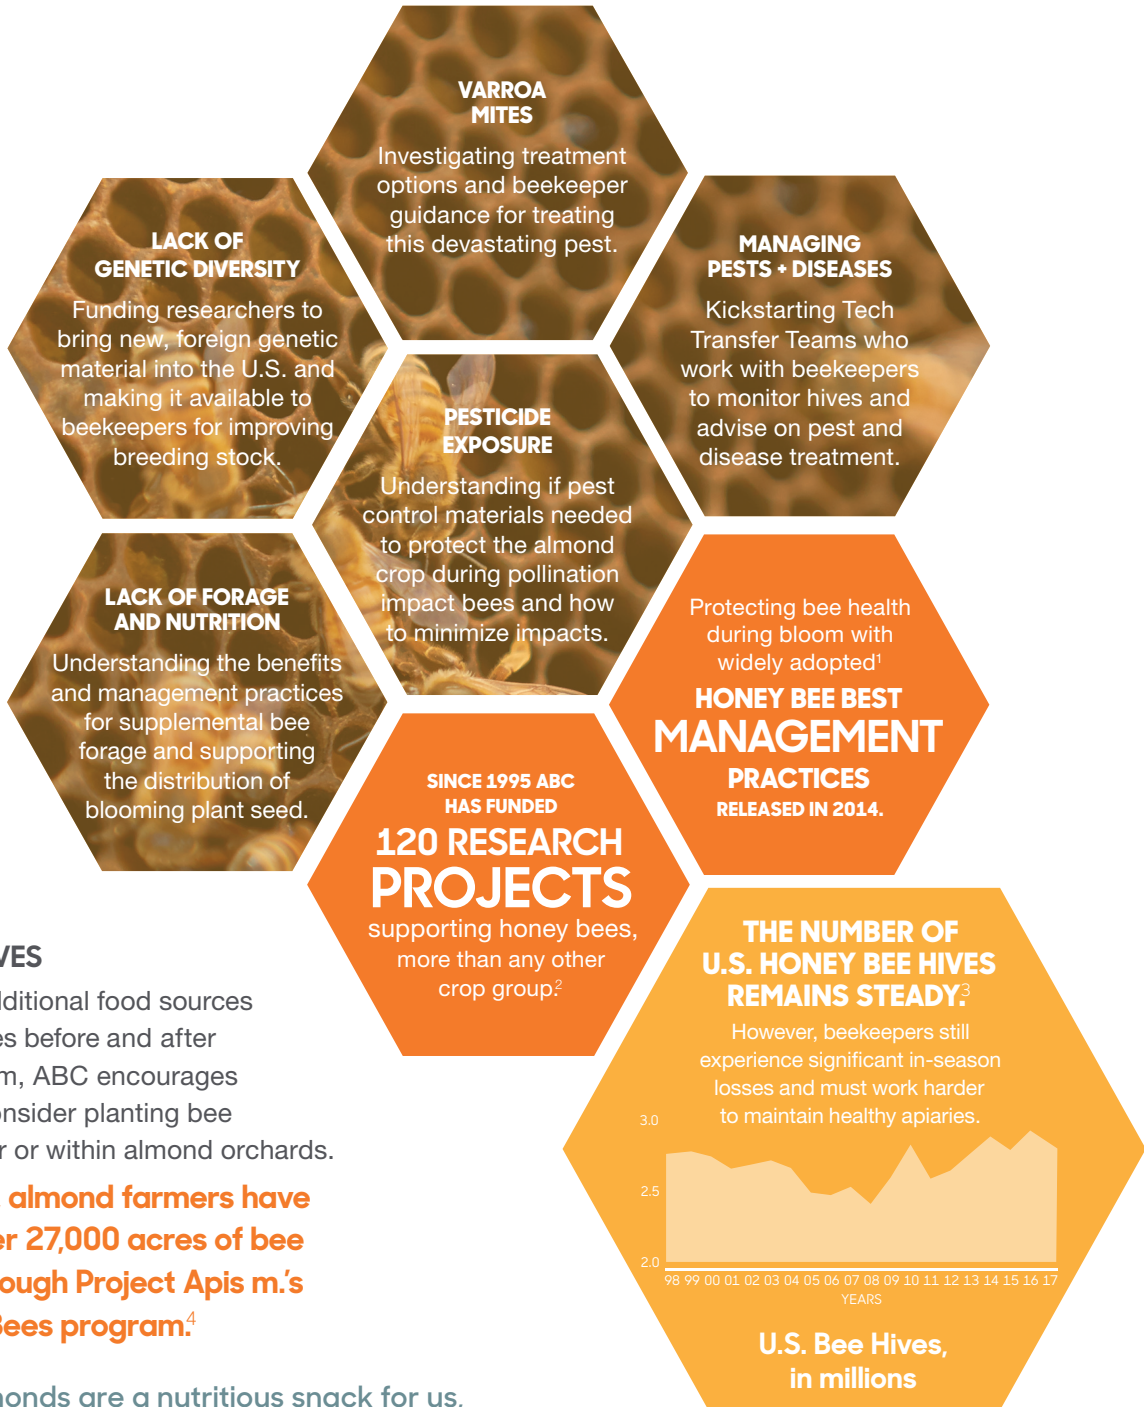 VARROA
MITES
Investigating treatment
options and beekeeper
guidance for treating
this devastating pest.
LACK OF
GENETIC DIVERSITY
Funding researchers to
bring new, foreign genetic
material into the U.S. and
making it available to
beekeepers for improving
breeding stock.
MANAGING
PESTS + DISEASES
Kickstarting Tech
Transfer Teams who
work with beekeepers
to monitor hives and
advise on pest and
disease treatment.
PESTICIDE
EXPOSURE
Understanding if pest
control materials needed
to protect the almond
crop during pollination
impact bees and how
to minimize impacts.
LACK OF FORAGE
AND NUTRITION
Understanding the benefits
and management practices
for supplemental bee
forage and supporting
the distribution of
blooming plant seed.
Protecting bee health
during bloom with
widely adopted¹
HONEY BEE BEST
MANAGEMENT
PRACTICES
RELEASED IN 2014.
SINCE 1995 ABC
HAS FUNDED
120 RESEARCH
PROJECTS
supporting honey bees,
more than any other
crop group.²
THE NUMBER OF
U.S. HONEY BEE HIVES
REMAINS STEADY.³
However, beekeepers still
experience significant in-season
losses and must work harder
to maintain healthy apiaries.
3.0
2.5
2.0
98 99 00 01 02 03 04 05 06 07 08 09 10 11 12 13 14 15 16 17
YEARS
U.S. Bee Hives,
in millions
VES
dditional food sources
es before and after
m, ABC encourages
onsider planting bee
r or within almond orchards.
, almond farmers have
er 27,000 acres of bee
rough Project Apis m.'s
Bees program.⁴
monds are a nutritious snack for us,